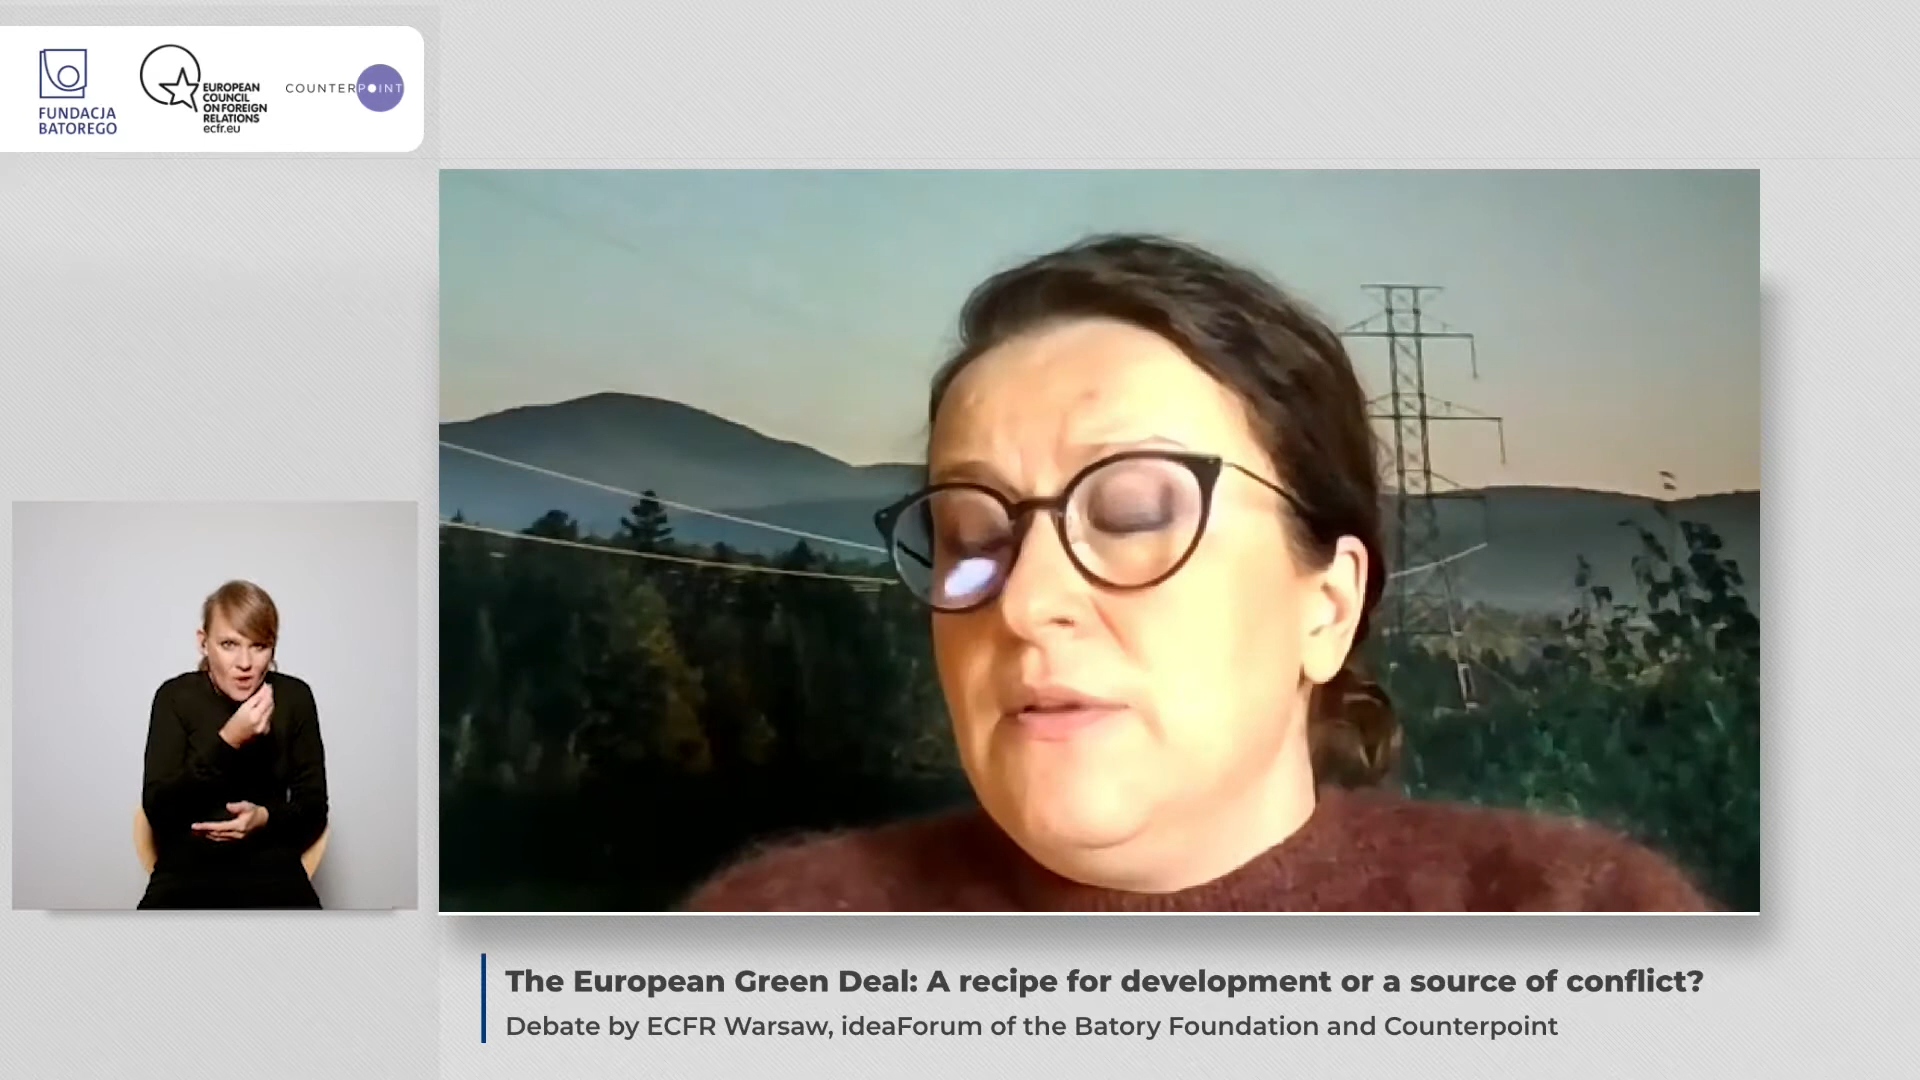 FUNDACJA
BATOREGO
EUROPEAN
COUNCIL
ON FOREIGN
RELATIONS
ecfr.eu
COUNTERPOINT
The European Green Deal: A recipe for development or a source of conflict?
Debate by ECFR Warsaw, ideaForum of the Batory Foundation and Counterpoint